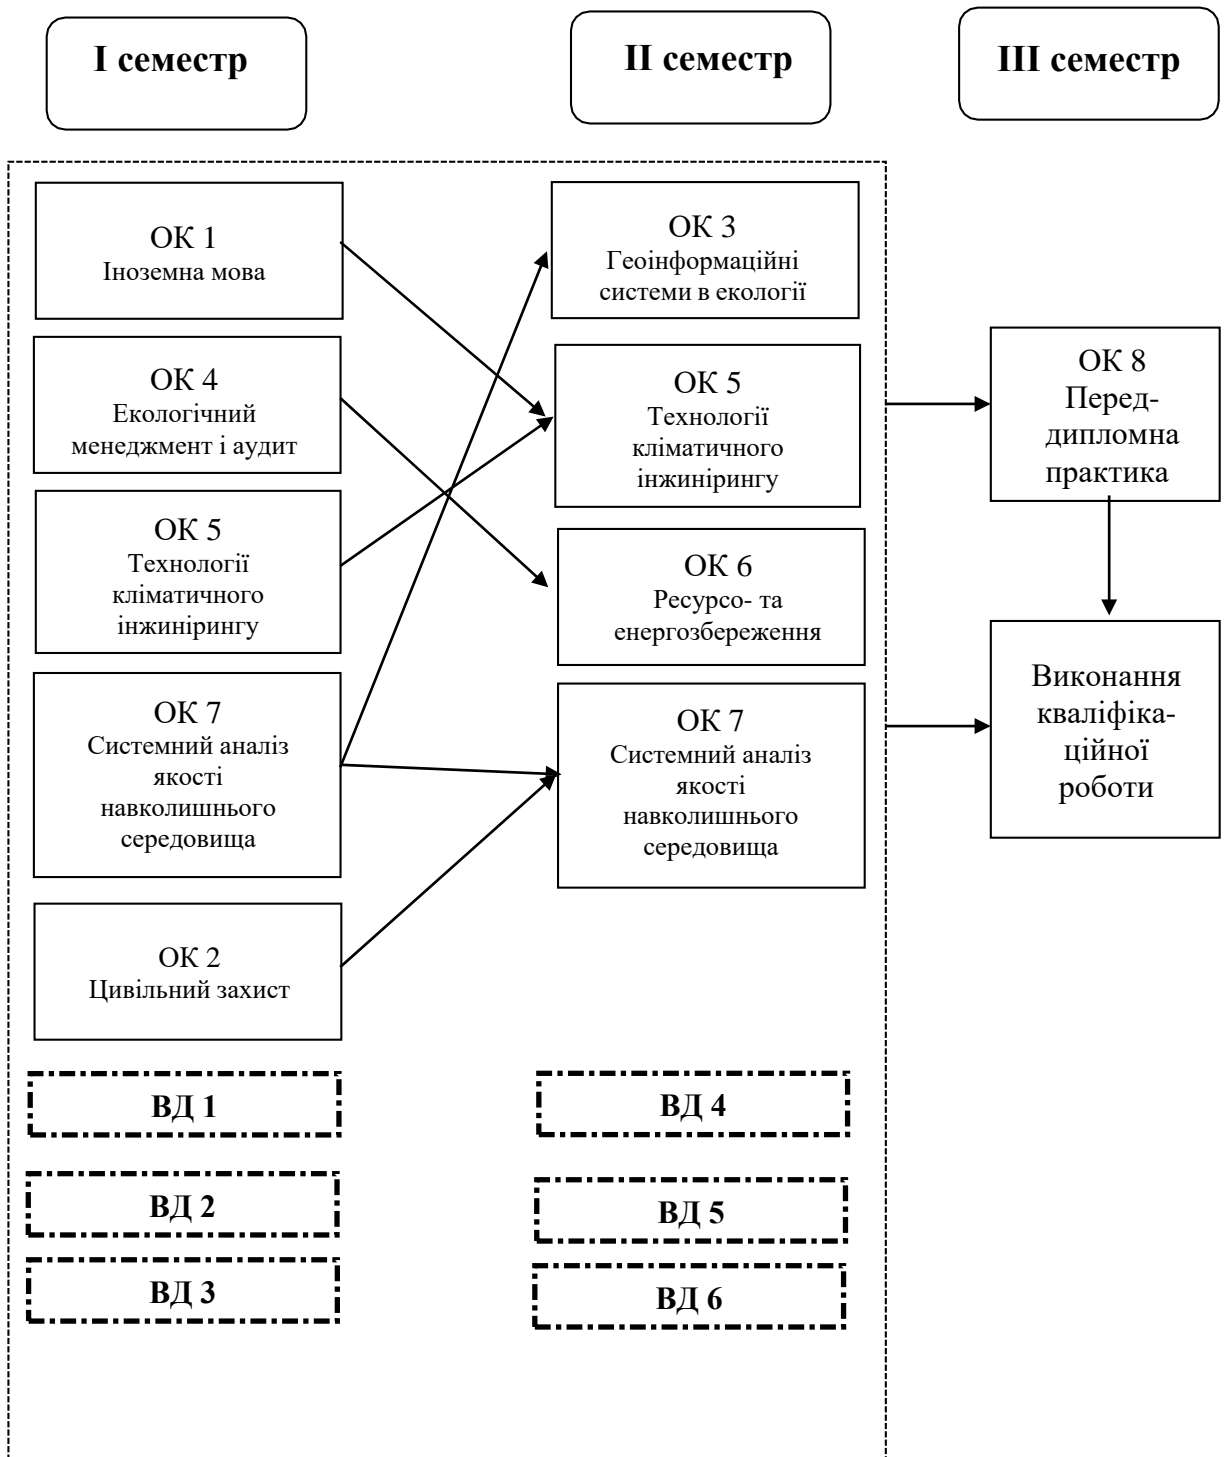 І семестр
ІІ семестр
ІІІ семестр
ОК 1
Іноземна мова
ОК 4
Екологічний
менеджмент і аудит
ОК 5
Технології
кліматичного
інжинірингу
ОК 7
Системний аналіз
якості
навколишнього
середовища
ОК 2
Цивільний захист
ВД 1
ВД 2
ВД 3
ОК 3
Геоінформаційні
системи в екології
ОК 5
Технології
кліматичного
інжинірингу
ОК 6
Ресурсо- та
енергозбереження
ОК 7
Системний аналіз
якості
навколишнього
середовища
ВД 4
ВД 5
ВД 6
ОК 8
Перед-
дипломна
практика
Виконання
кваліфіка-
ційної
роботи